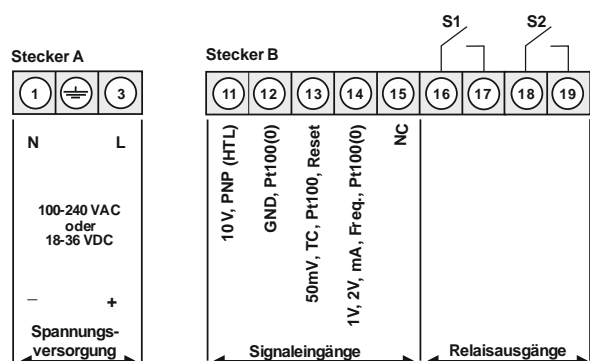 S1 S2
Stecker A Stecker B
1 3 11 12 13 14 15 16 17 18 19
N L
10 V, PNP (HTL)
GND, Pt100(0)
50mV, TC, Pt100, Reset
1V, 2V, mA, Freq., Pt100(0)
NC
100-240 VAC
oder
18-36 VDC
– +
Spannungs-
versorgung
Signaleingänge Relaisausgänge